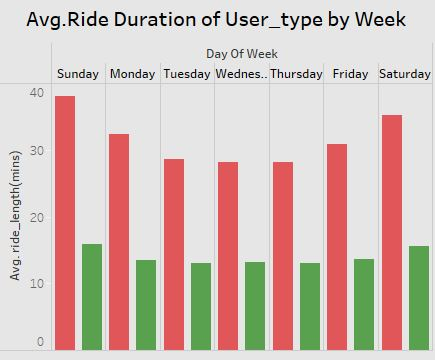 Avg.Ride Duration of User_type by Week
Day Of Week
Sunday Monday Tuesday Wednes.. Thursday Friday Saturday
Avg. ride_length(mins)
40
30
20
10
0